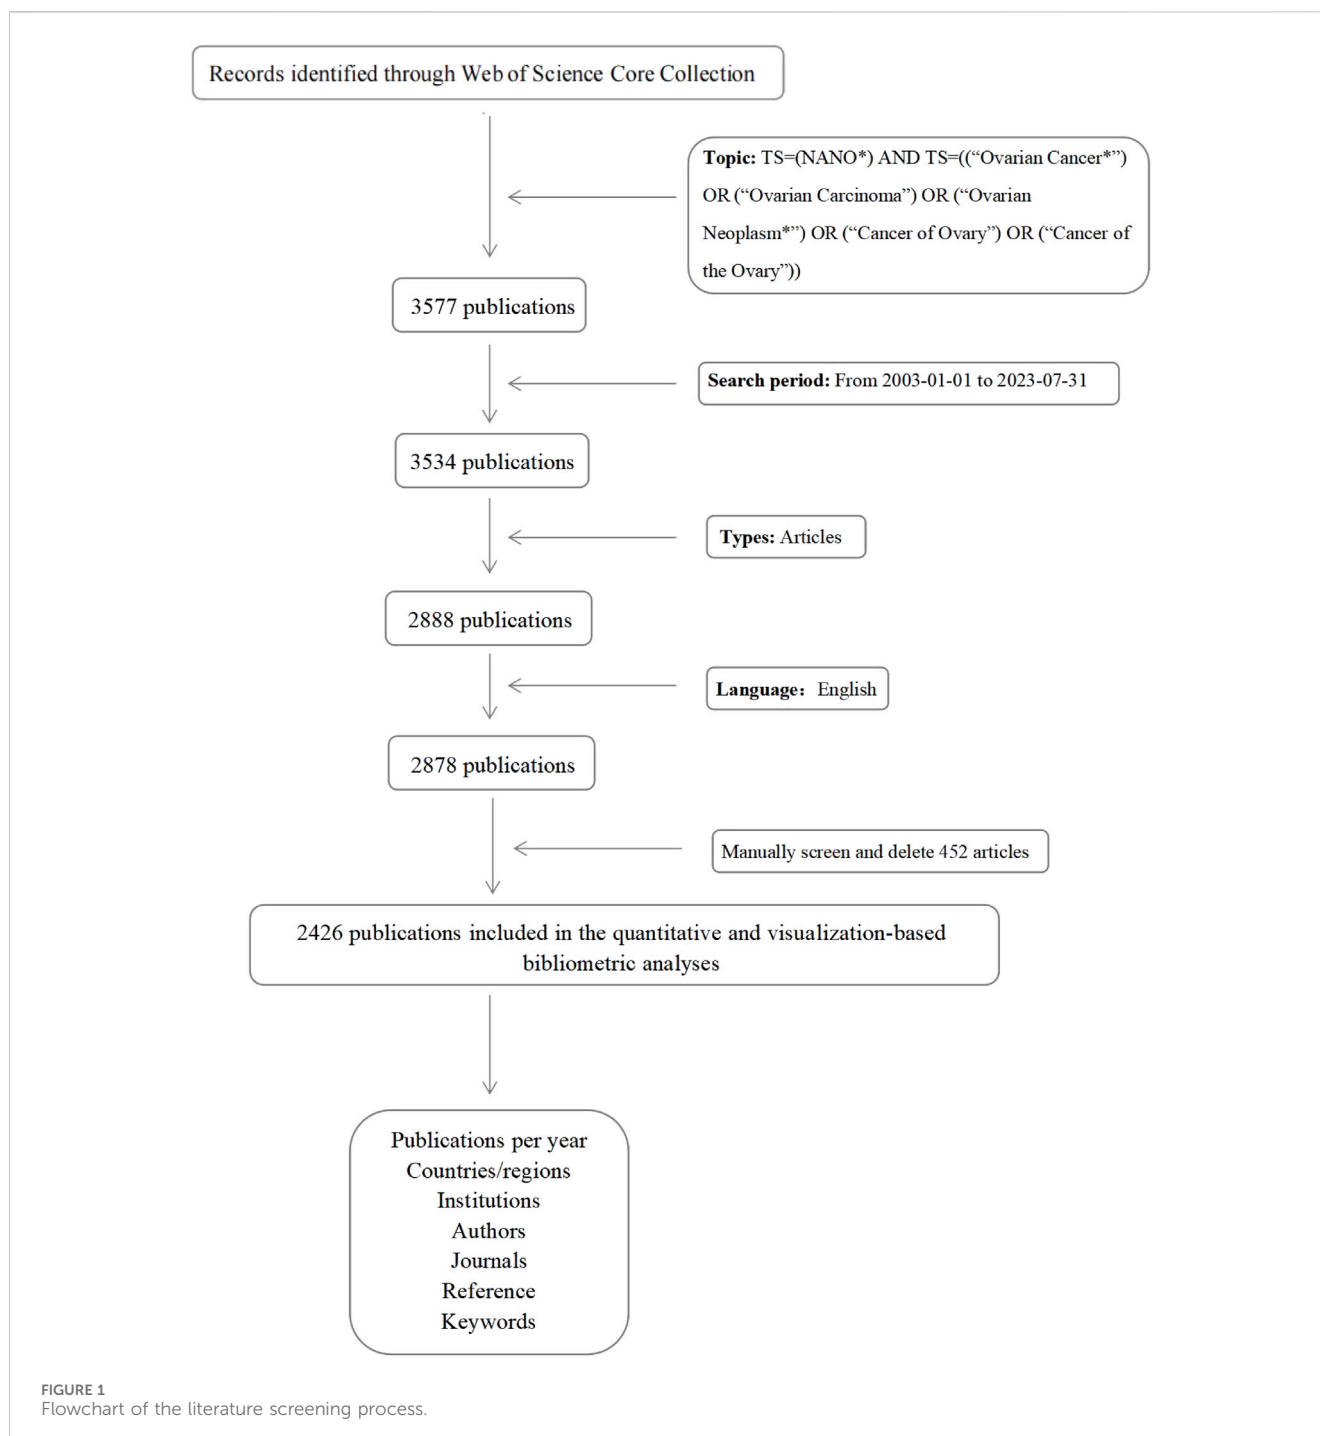 Records identified through Web of Science Core Collection
Topic: TS=(NANO*) AND TS=((“Ovarian Cancer*”)
OR (“Ovarian Carcinoma”) OR (“Ovarian
Neoplasm*”) OR (“Cancer of Ovary”) OR (“Cancer of
the Ovary”))
3577 publications
Search period: From 2003-01-01 to 2023-07-31
3534 publications
Types: Articles
2888 publications
Language： English
2878 publications
Manually screen and delete 452 articles
2426 publications included in the quantitative and visualization-based
bibliometric analyses
Publications per year
Countries/regions
Institutions
Authors
Journals
Reference
Keywords
FIGURE 1
Flowchart of the literature screening process.